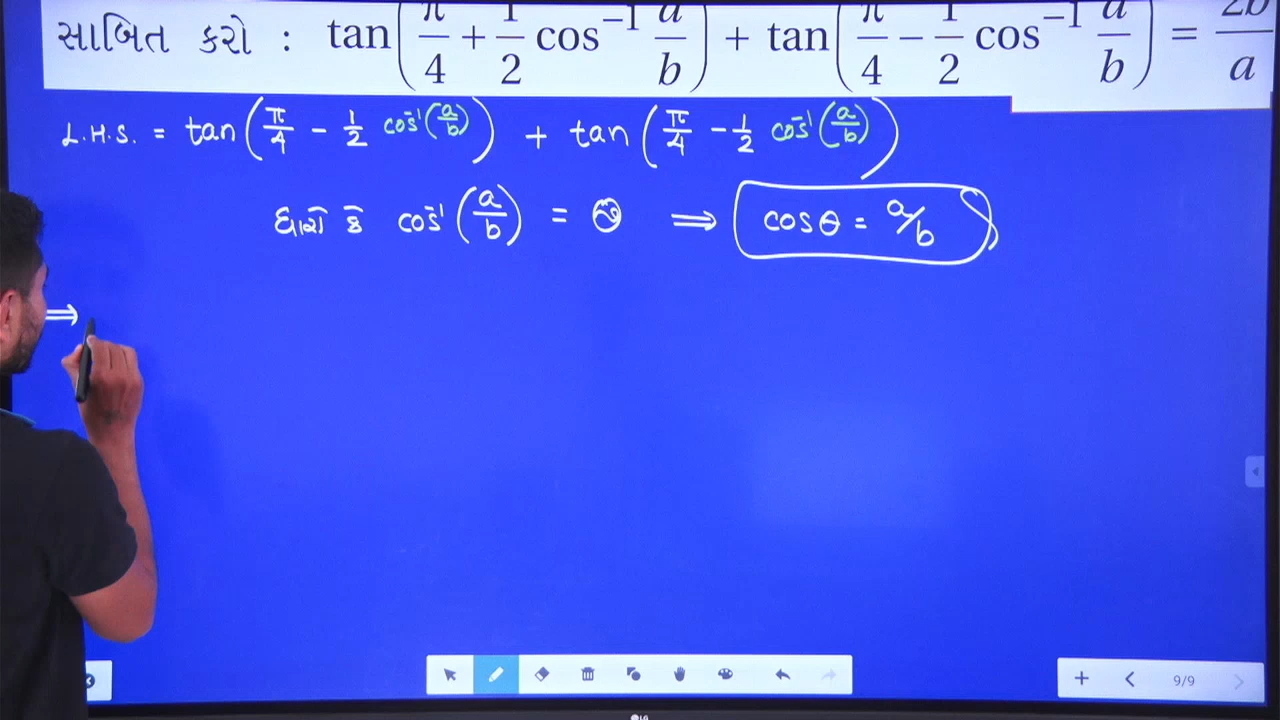 સાબિત કરો : tan(π/4 + 1/2 cos⁻¹ a/b) + tan(π/4 − 1/2 cos⁻¹ a/b) = 2b/a
L.H.S. = tan(π/4 − 1/2 cos⁻¹(a/b)) + tan(π/4 − 1/2 cos⁻¹(a/b))
ધારો કે cos⁻¹(a/b) = θ ⇒ cosθ = a/b
⇒
9/9
LG